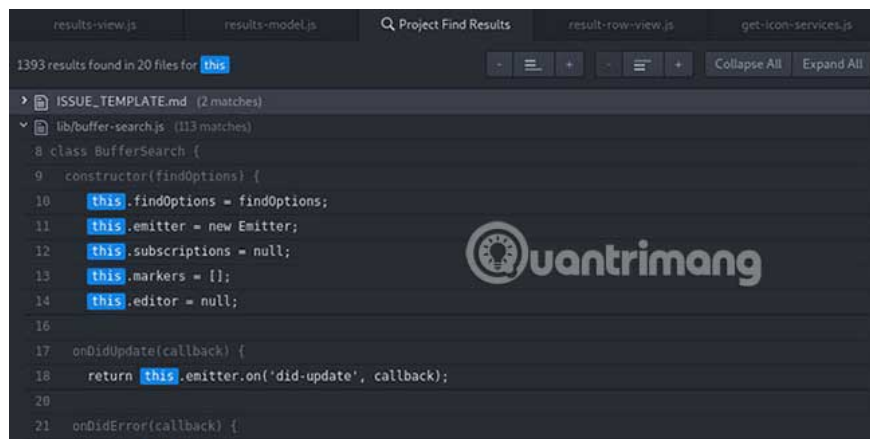 results-view.js results-model.js Project Find Results result-row-view.js get-icon-services.js
1393 results found in 20 files for this - + - + Collapse All Expand All
ISSUE_TEMPLATE.md (2 matches)
lib/buffer-search.js (113 matches)
8 class BufferSearch {
9 constructor(findOptions) {
10 this.findOptions = findOptions;
11 this.emitter = new Emitter;
12 this.subscriptions = null;
13 this.markers = [];
14 this.editor = null;
16
17 onDidUpdate(callback) {
18 return this.emitter.on('did-update', callback);
20
21 onDidError(callback) {
Quantrimang